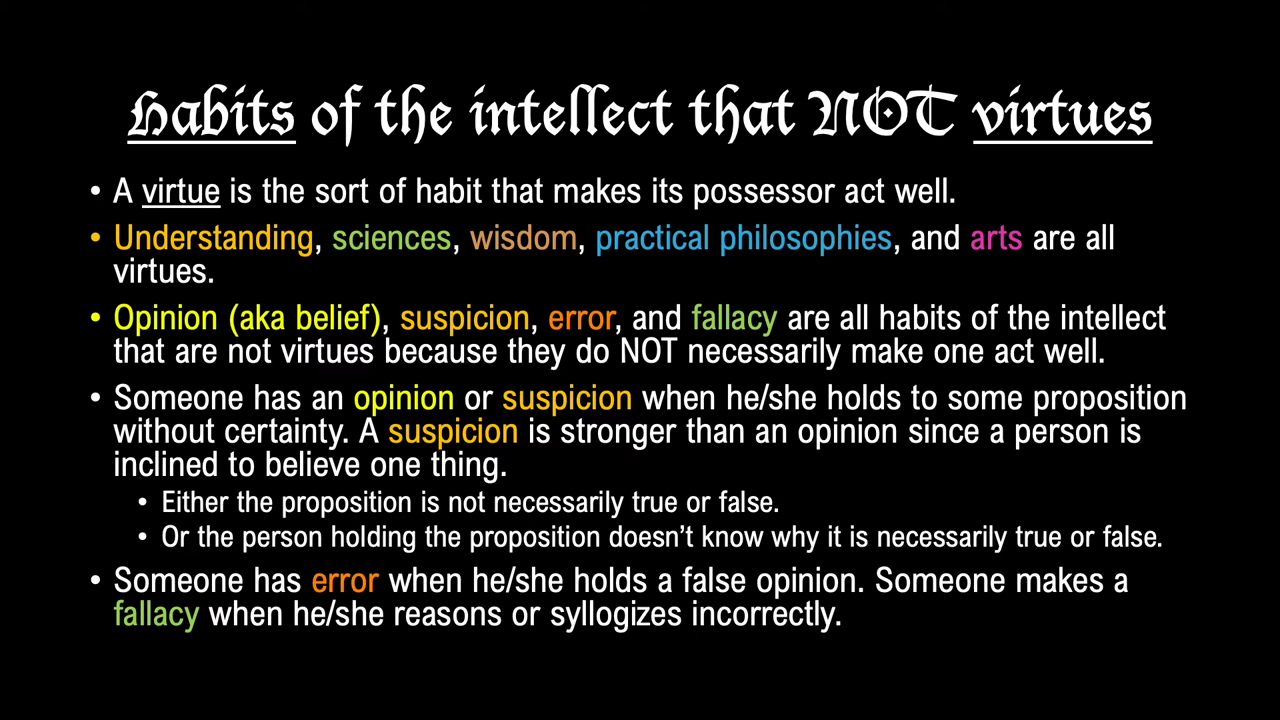 Habits of the intellect that NOT virtues
• A virtue is the sort of habit that makes its possessor act well.
• Understanding, sciences, wisdom, practical philosophies, and arts are all
virtues.
• Opinion (aka belief), suspicion, error, and fallacy are all habits of the intellect
that are not virtues because they do NOT necessarily make one act well.
• Someone has an opinion or suspicion when he/she holds to some proposition
without certainty. A suspicion is stronger than an opinion since a person is
inclined to believe one thing.
• Either the proposition is not necessarily true or false.
• Or the person holding the proposition doesn’t know why it is necessarily true or false.
• Someone has error when he/she holds a false opinion. Someone makes a
fallacy when he/she reasons or syllogizes incorrectly.